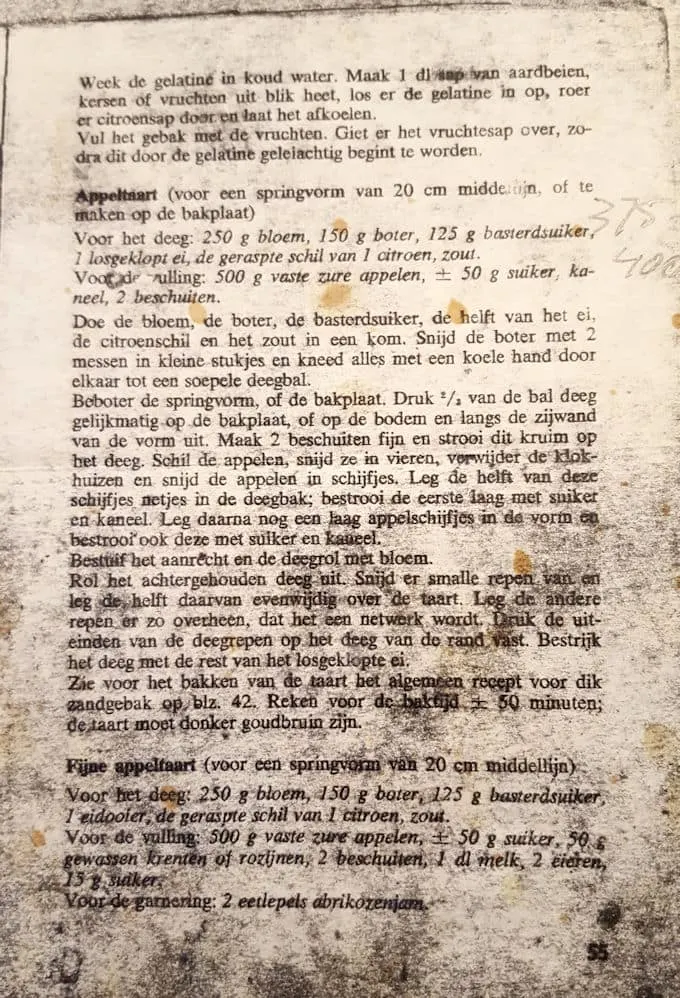 Week de gelatine in koud water. Maak 1 dl sap van aardbeien,
kersen of vruchten uit blik heet, los er de gelatine in op, roer
er citroensap door en laat het afkoelen.
Vul het gebak met de vruchten. Giet er het vruchtesap over, zo-
dra dit door de gelatine geleiachtig begint te worden.
Appeltaart (voor een springvorm van 20 cm middellijn, of te
maken op de bakplaat)
Voor het deeg: 250 g bloem, 150 g boter, 125 g basterdsuiker,
1 losgeklopt ei, de geraspte schil van 1 citroen, zout.
375
400
Voor de vulling: 500 g vaste zure appelen, ± 50 g suiker, ka-
neel, 2 beschuiten.
Doe de bloem, de boter, de basterdsuiker, de helft van het ei,
de citroenschil en het zout in een kom. Snijd de boter met 2
messen in kleine stukjes en kneed alles met een koele hand door
elkaar tot een soepele deegbal.
Beboter de springvorm, of de bakplaat. Druk ²/₃ van de bal deeg
gelijkmatig op de bakplaat, of op de bodem en langs de zijwand
van de vorm uit. Maak 2 beschuiten fijn en strooi dit kruim op
het deeg. Schil de appelen, snijd ze in vieren, verwijder de klok-
huizen en snijd de appelen in schijfjes. Leg de helft van deze
schijfjes netjes in de deegbak; bestrooi de eerste laag met suiker
en kaneel. Leg daarna nog een laag appelschijfjes in de vorm en
bestrooi ook deze met suiker en kaneel.
Bestuif het aanrecht en de deegrol met bloem.
Rol het achtergehouden deeg uit. Snijd er smalle repen van en
leg de helft daarvan evenwijdig over de taart. Leg de andere
repen er zo overheen, dat het een netwerk wordt. Druk de uit-
einden van de deegrepen op het deeg van de rand vast. Bestrijk
het deeg met de rest van het losgeklopte ei.
Zie voor het bakken van de taart het algemeen recept voor dik
zandgebak op blz. 42. Reken voor de baktijd ± 50 minuten;
de taart moet donker goudbruin zijn.
Fijne appeltaart (voor een springvorm van 20 cm middellijn)
Voor het deeg: 250 g bloem, 150 g boter, 125 g basterdsuiker,
1 eidooier, de geraspte schil van 1 citroen, zout.
Voor de vulling: 500 g vaste zure appelen, ± 50 g suiker, 50 g
gewassen krenten of rozijnen, 2 beschuiten, 1 dl melk, 2 eieren,
15 g suiker.
Voor de garnering: 2 eetlepels abrikozenjam.
55